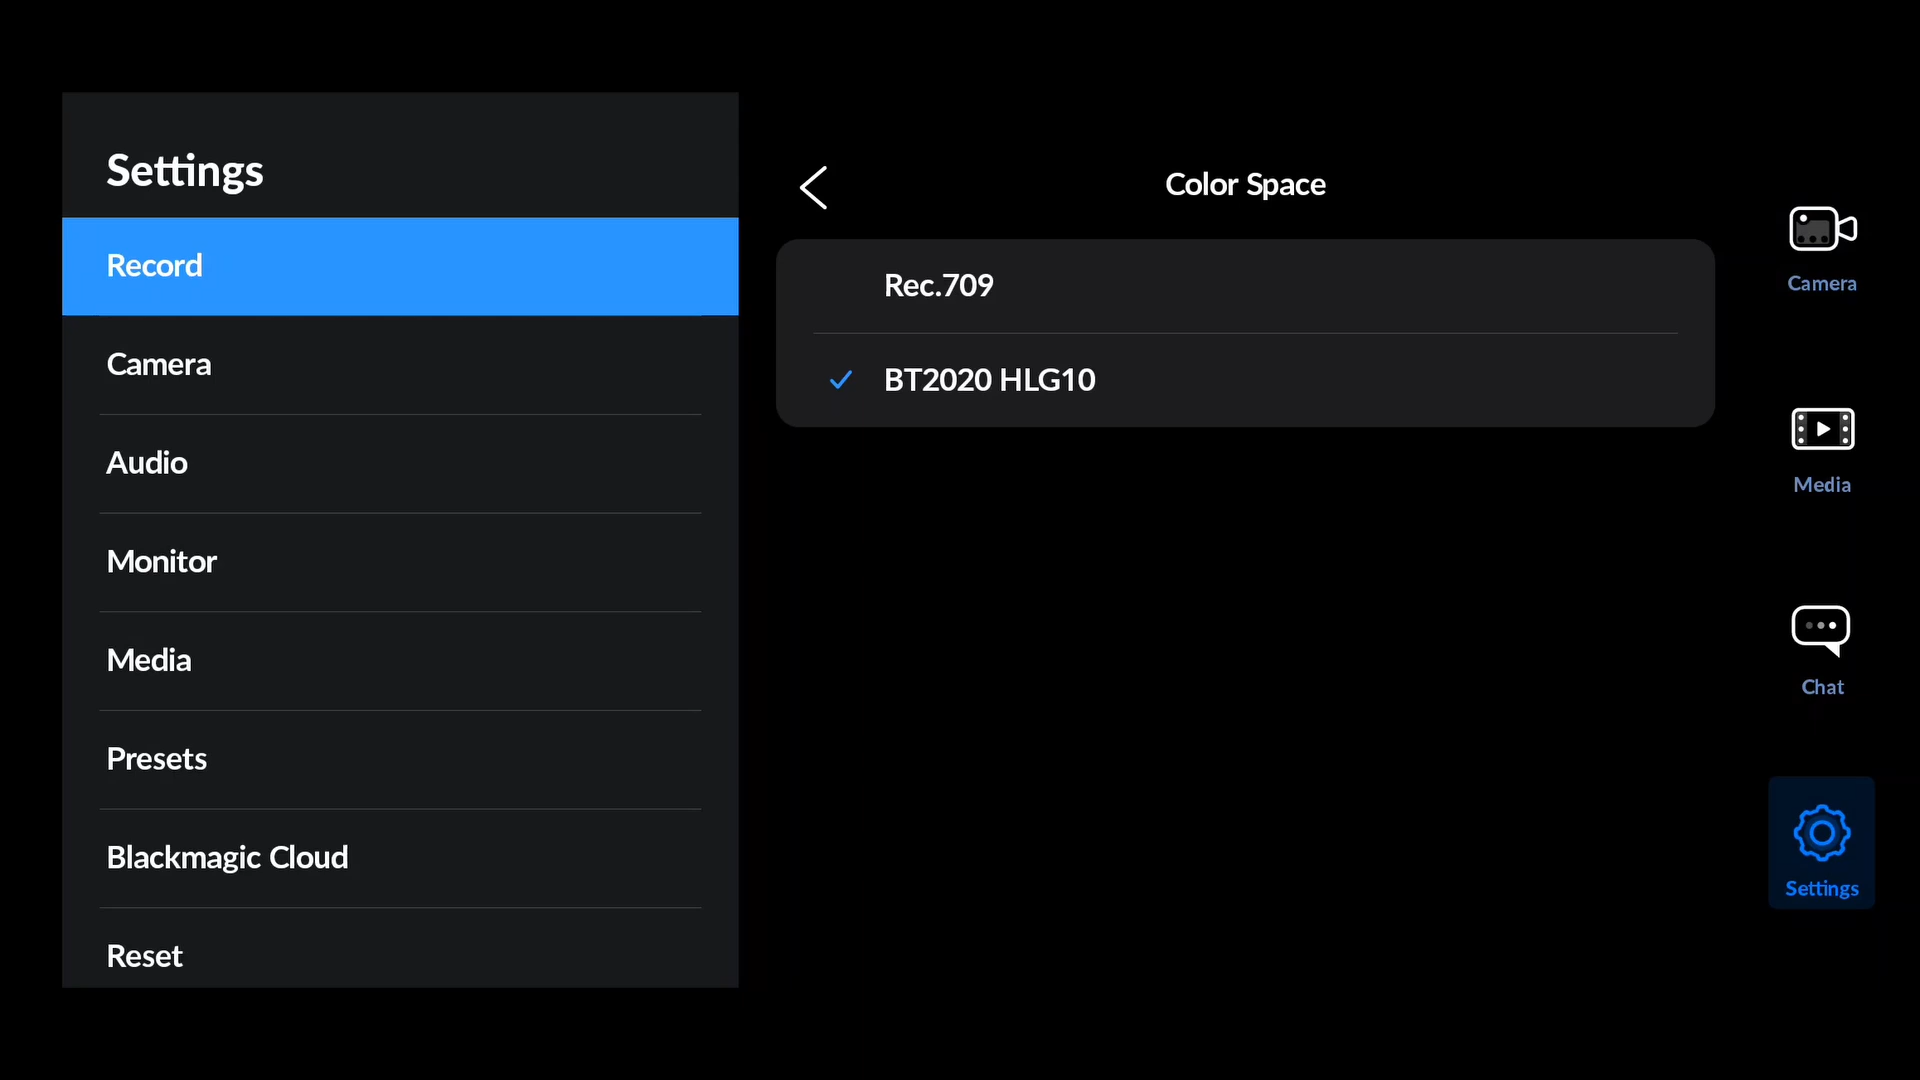 Settings
Record
Camera
Audio
Monitor
Media
Presets
Blackmagic Cloud
Reset
Color Space
Rec.709
BT2020 HLG10
Camera
Media
Chat
Settings